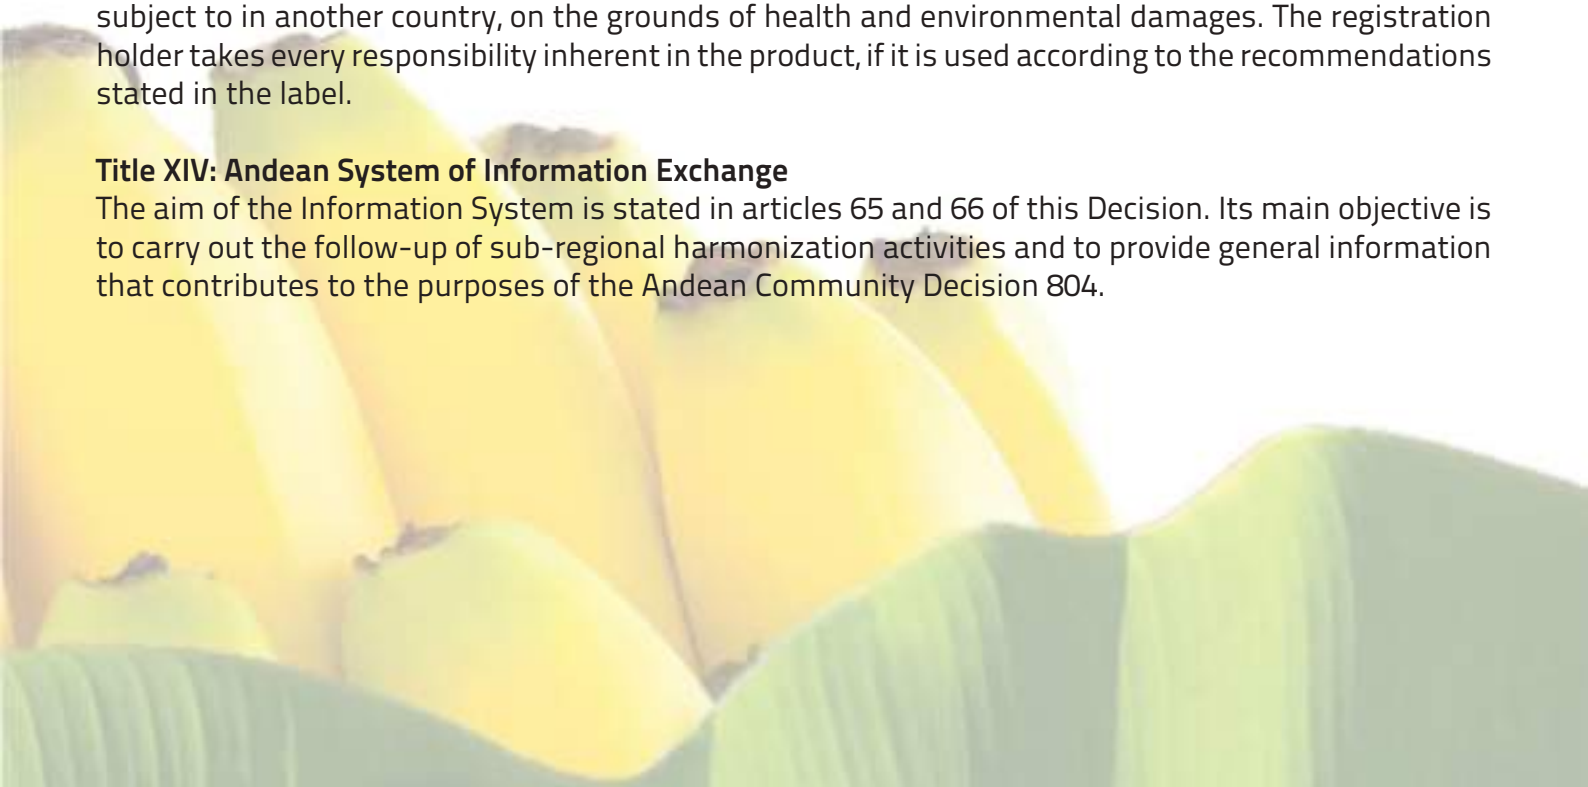 subject to in another country, on the grounds of health and environmental damages. The registration
holder takes every responsibility inherent in the product, if it is used according to the recommendations
stated in the label.
Title XIV: Andean System of Information Exchange
The aim of the Information System is stated in articles 65 and 66 of this Decision. Its main objective is
to carry out the follow-up of sub-regional harmonization activities and to provide general information
that contributes to the purposes of the Andean Community Decision 804.